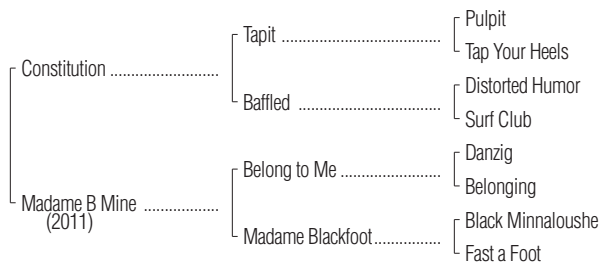 Constitution
Madame B Mine
(2011)
Tapit
Baffled
Belong to Me
Madame Blackfoot
Pulpit
Tap Your Heels
Distorted Humor
Surf Club
Danzig
Belonging
Black Minnaloushe
Fast a Foot